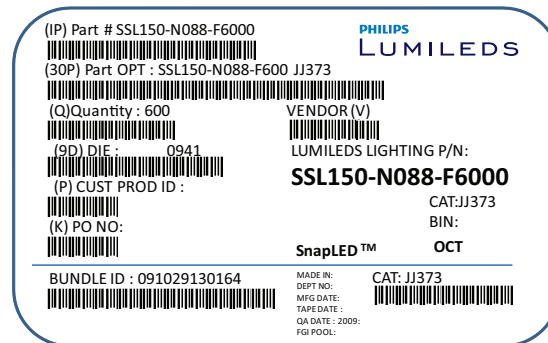 (IP) Part # SSL150-N088-F6000
PHILIPS
LUMILEDS
(30P) Part OPT : SSL150-N088-F600 JJ373
(Q)Quantity : 600
VENDOR (V)
(9D) DIE : 0941
LUMILEDS LIGHTING P/N:
SSL150-N088-F6000
(P) CUST PROD ID :
CAT:JJ373
BIN:
(K) PO NO:
SnapLED™ OCT
BUNDLE ID : 091029130164
MADE IN:
CAT: JJ373
DEPT NO:
MFG DATE:
TAPE DATE :
QA DATE : 2009:
FGI POOL: